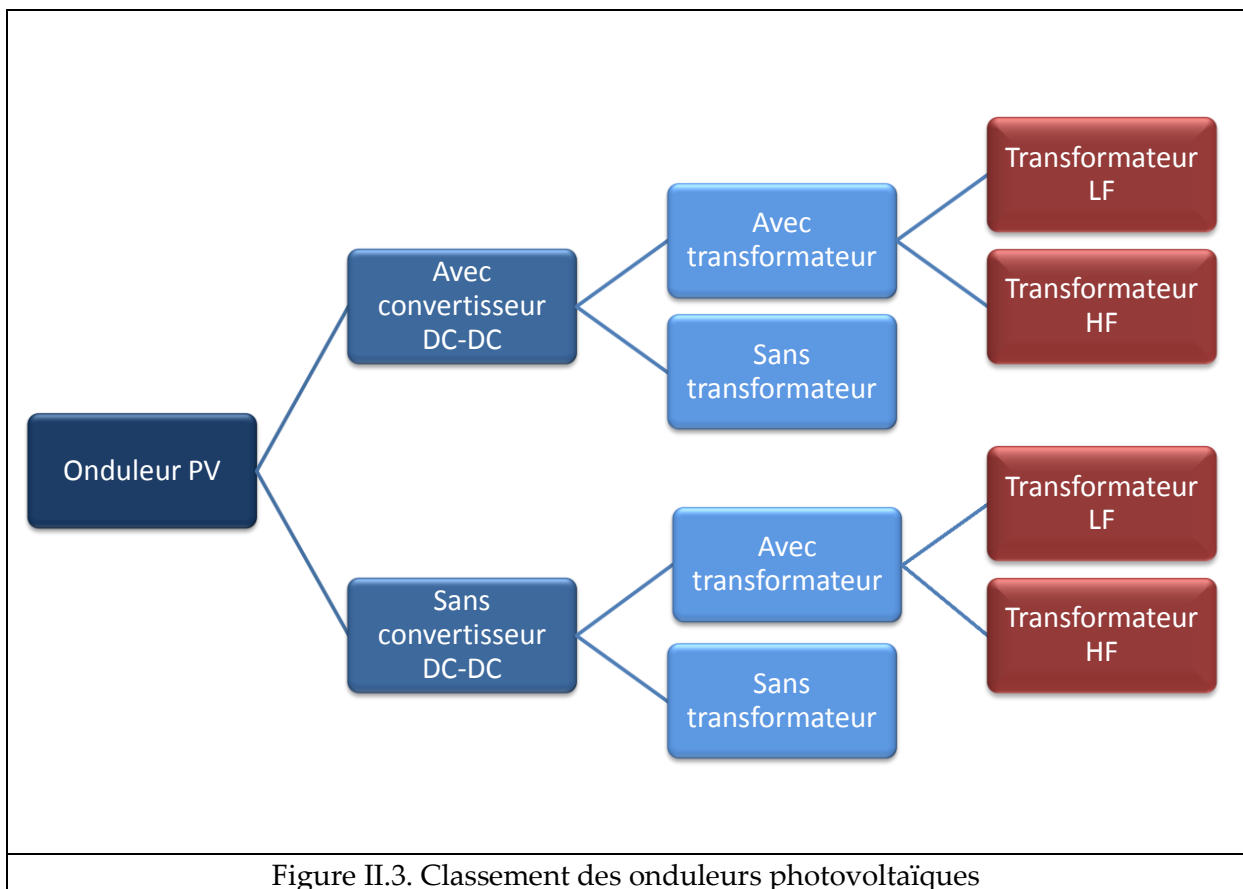 Onduleur PV
Avec
convertisseur
DC-DC
Avec
transformateur
Transformateur
LF
Transformateur
HF
Sans
transformateur
Sans
convertisseur
DC-DC
Avec
transformateur
Transformateur
LF
Transformateur
HF
Sans
transformateur
Figure II.3. Classement des onduleurs photovoltaïques